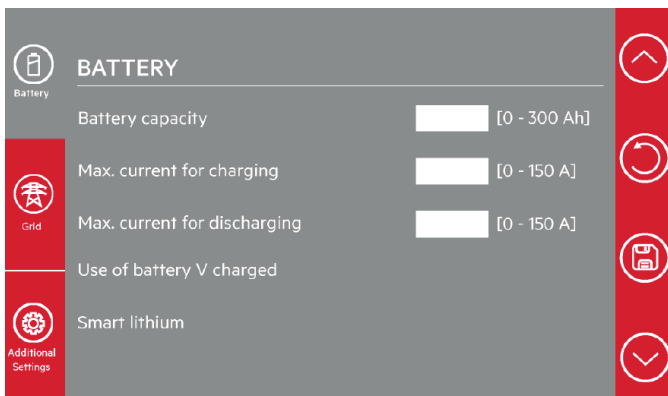 Battery
BATTERY
Battery capacity [0 - 300 Ah]
Max. current for charging [0 - 150 A]
Grid
Max. current for discharging [0 - 150 A]
Use of battery V charged
Smart lithium
Additional
Settings